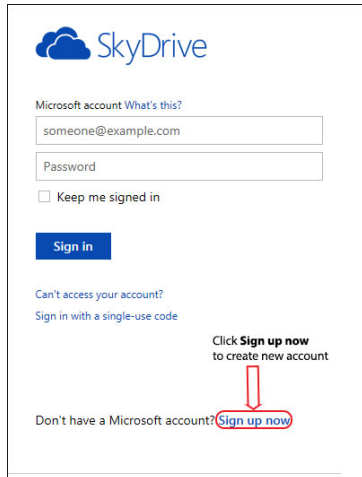 SkyDrive
Microsoft account What's this?
someone@example.com
Password
Keep me signed in
Sign in
Can't access your account?
Sign in with a single-use code
Click Sign up now
to create new account
Don't have a Microsoft account? Sign up now